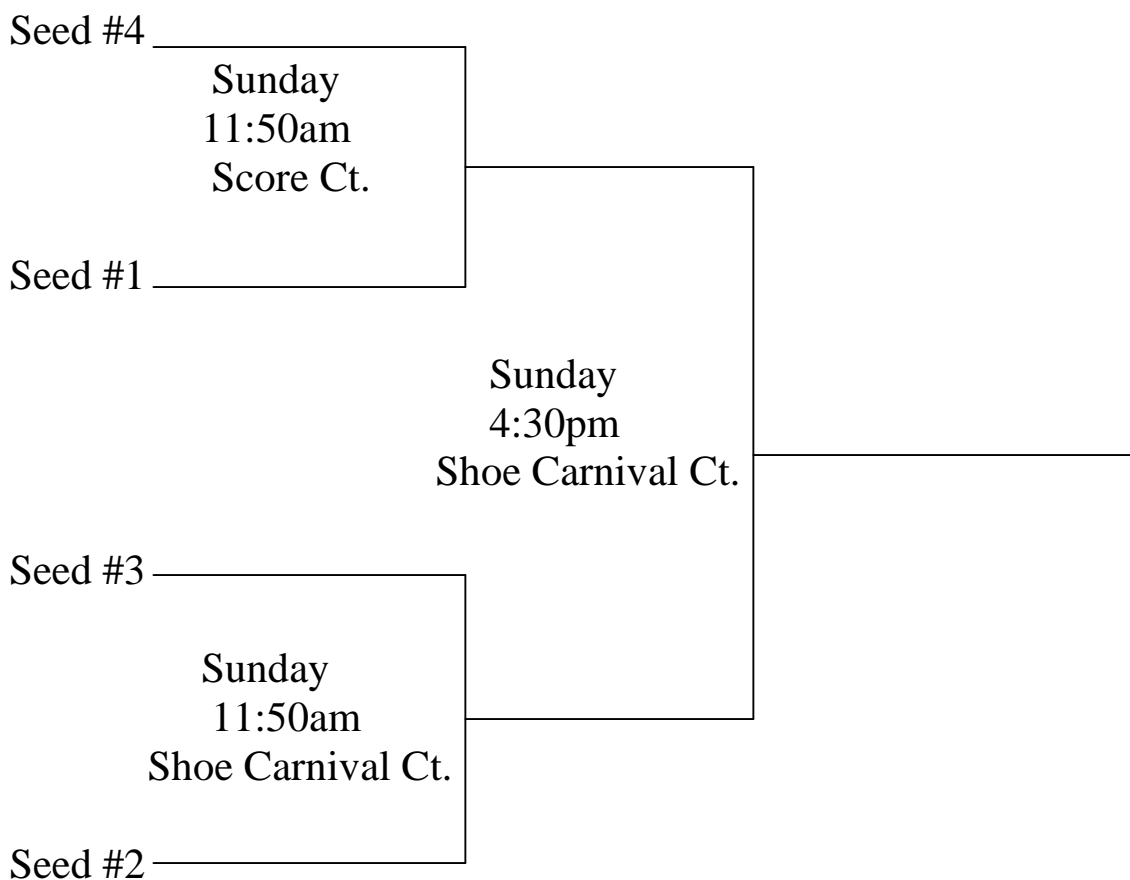 Seed #4
Sunday
11:50am
Score Ct.
Seed #1
Sunday
4:30pm
Shoe Carnival Ct.
Seed #3
Sunday
11:50am
Shoe Carnival Ct.
Seed #2